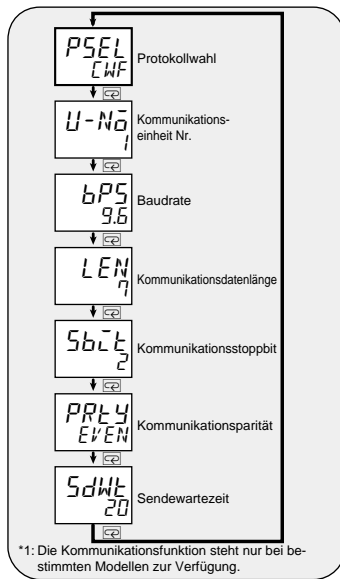 PSEL
CWF
Protokollwahl
U-No
1
Kommunikations-
einheit Nr.
bPS
9.6
Baudrate
LEN
7
Kommunikationsdatenlänge
Sbit
2
Kommunikationsstoppbit
PRtY
EVEN
Kommunikationsparität
SdWt
20
Sendewartezeit
*1: Die Kommunikationsfunktion steht nur bei be-
stimmten Modellen zur Verfügung.